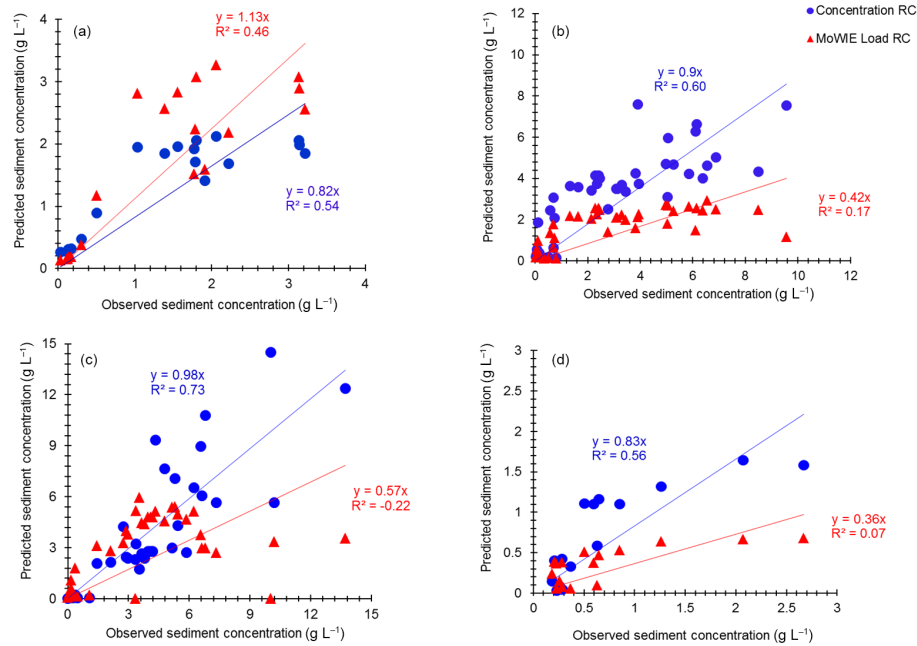 (a)
y = 1.13x
R² = 0.46
y = 0.82x
R² = 0.54
4
3
2
1
0
0 1 2 3 4
Predicted sediment concentration (g L⁻¹)
Observed sediment concentration (g L⁻¹)
Concentration RC
MoWIE Load RC
(b)
y = 0.9x
R² = 0.60
y = 0.42x
R² = 0.17
12
10
8
6
4
2
0
0 2 4 6 8 10 12
Predicted sediment concentration (g L⁻¹)
Observed sediment concentration (g L⁻¹)
(c)
y = 0.98x
R² = 0.73
y = 0.57x
R² = -0.22
15
12
9
6
3
0
0 3 6 9 12 15
Predicted sediment concentration (g L⁻¹)
Observed sediment concentration (g L⁻¹)
(d)
y = 0.83x
R² = 0.56
y = 0.36x
R² = 0.07
3
2.5
2
1.5
1
0.5
0
0 0.5 1 1.5 2 2.5 3
Predicted sediment concentration (g L⁻¹)
Observed sediment concentration (g L⁻¹)